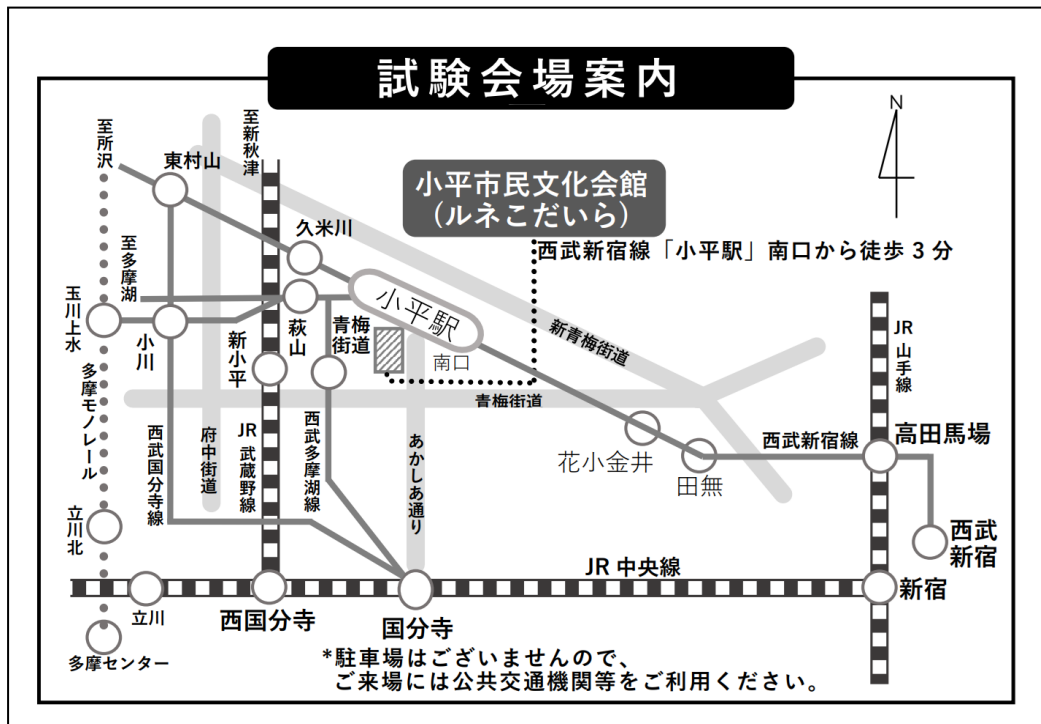 試験会場案内
N
至所沢
東村山
至新秋津
小平市民文化会館
(ルネこだいら)
久米川
西武新宿線「小平駅」南口から徒歩 3 分
至多摩湖
小平駅
玉川上水
小川
新小平
萩山
青梅
街道
南口
新青梅街道
JR 山手線
多摩モノレール
青梅街道
西武国分寺線
府中街道
JR 武蔵野線
西武多摩湖線
あかしあ通り
花小金井
田無
西武新宿線
高田馬場
立川北
西武
新宿
JR 中央線
立川
西国分寺
国分寺
新宿
多摩センター
*駐車場はございませんので、
ご来場には公共交通機関等をご利用ください。